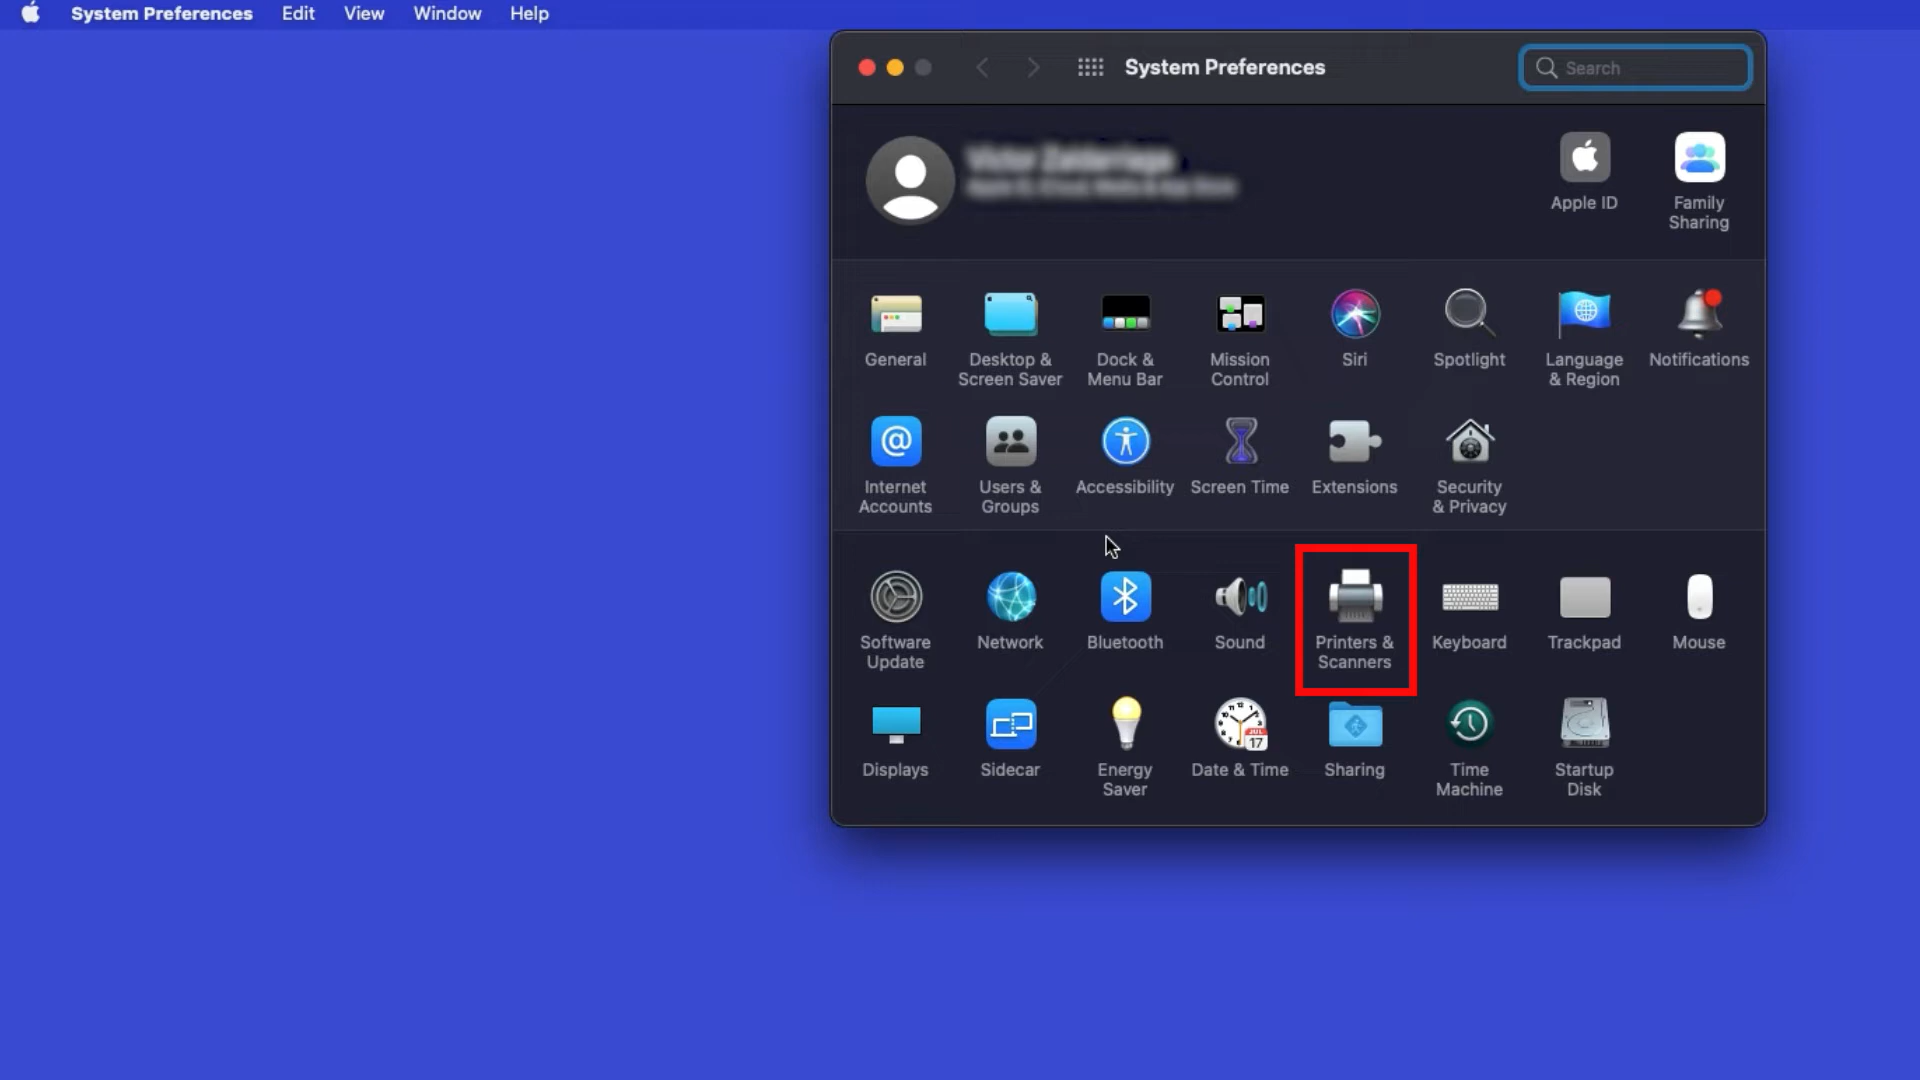 System Preferences Edit View Window Help
System Preferences
Search
Apple ID
Family
Sharing
General
Desktop &
Screen Saver
Dock &
Menu Bar
Mission
Control
Siri
Spotlight
Language
& Region
Notifications
Internet
Accounts
Users &
Groups
Accessibility
Screen Time
Extensions
Security
& Privacy
Software
Update
Network
Bluetooth
Sound
Printers &
Scanners
Keyboard
Trackpad
Mouse
Displays
Sidecar
Energy
Saver
Date & Time
JUL
17
Sharing
Time
Machine
Startup
Disk